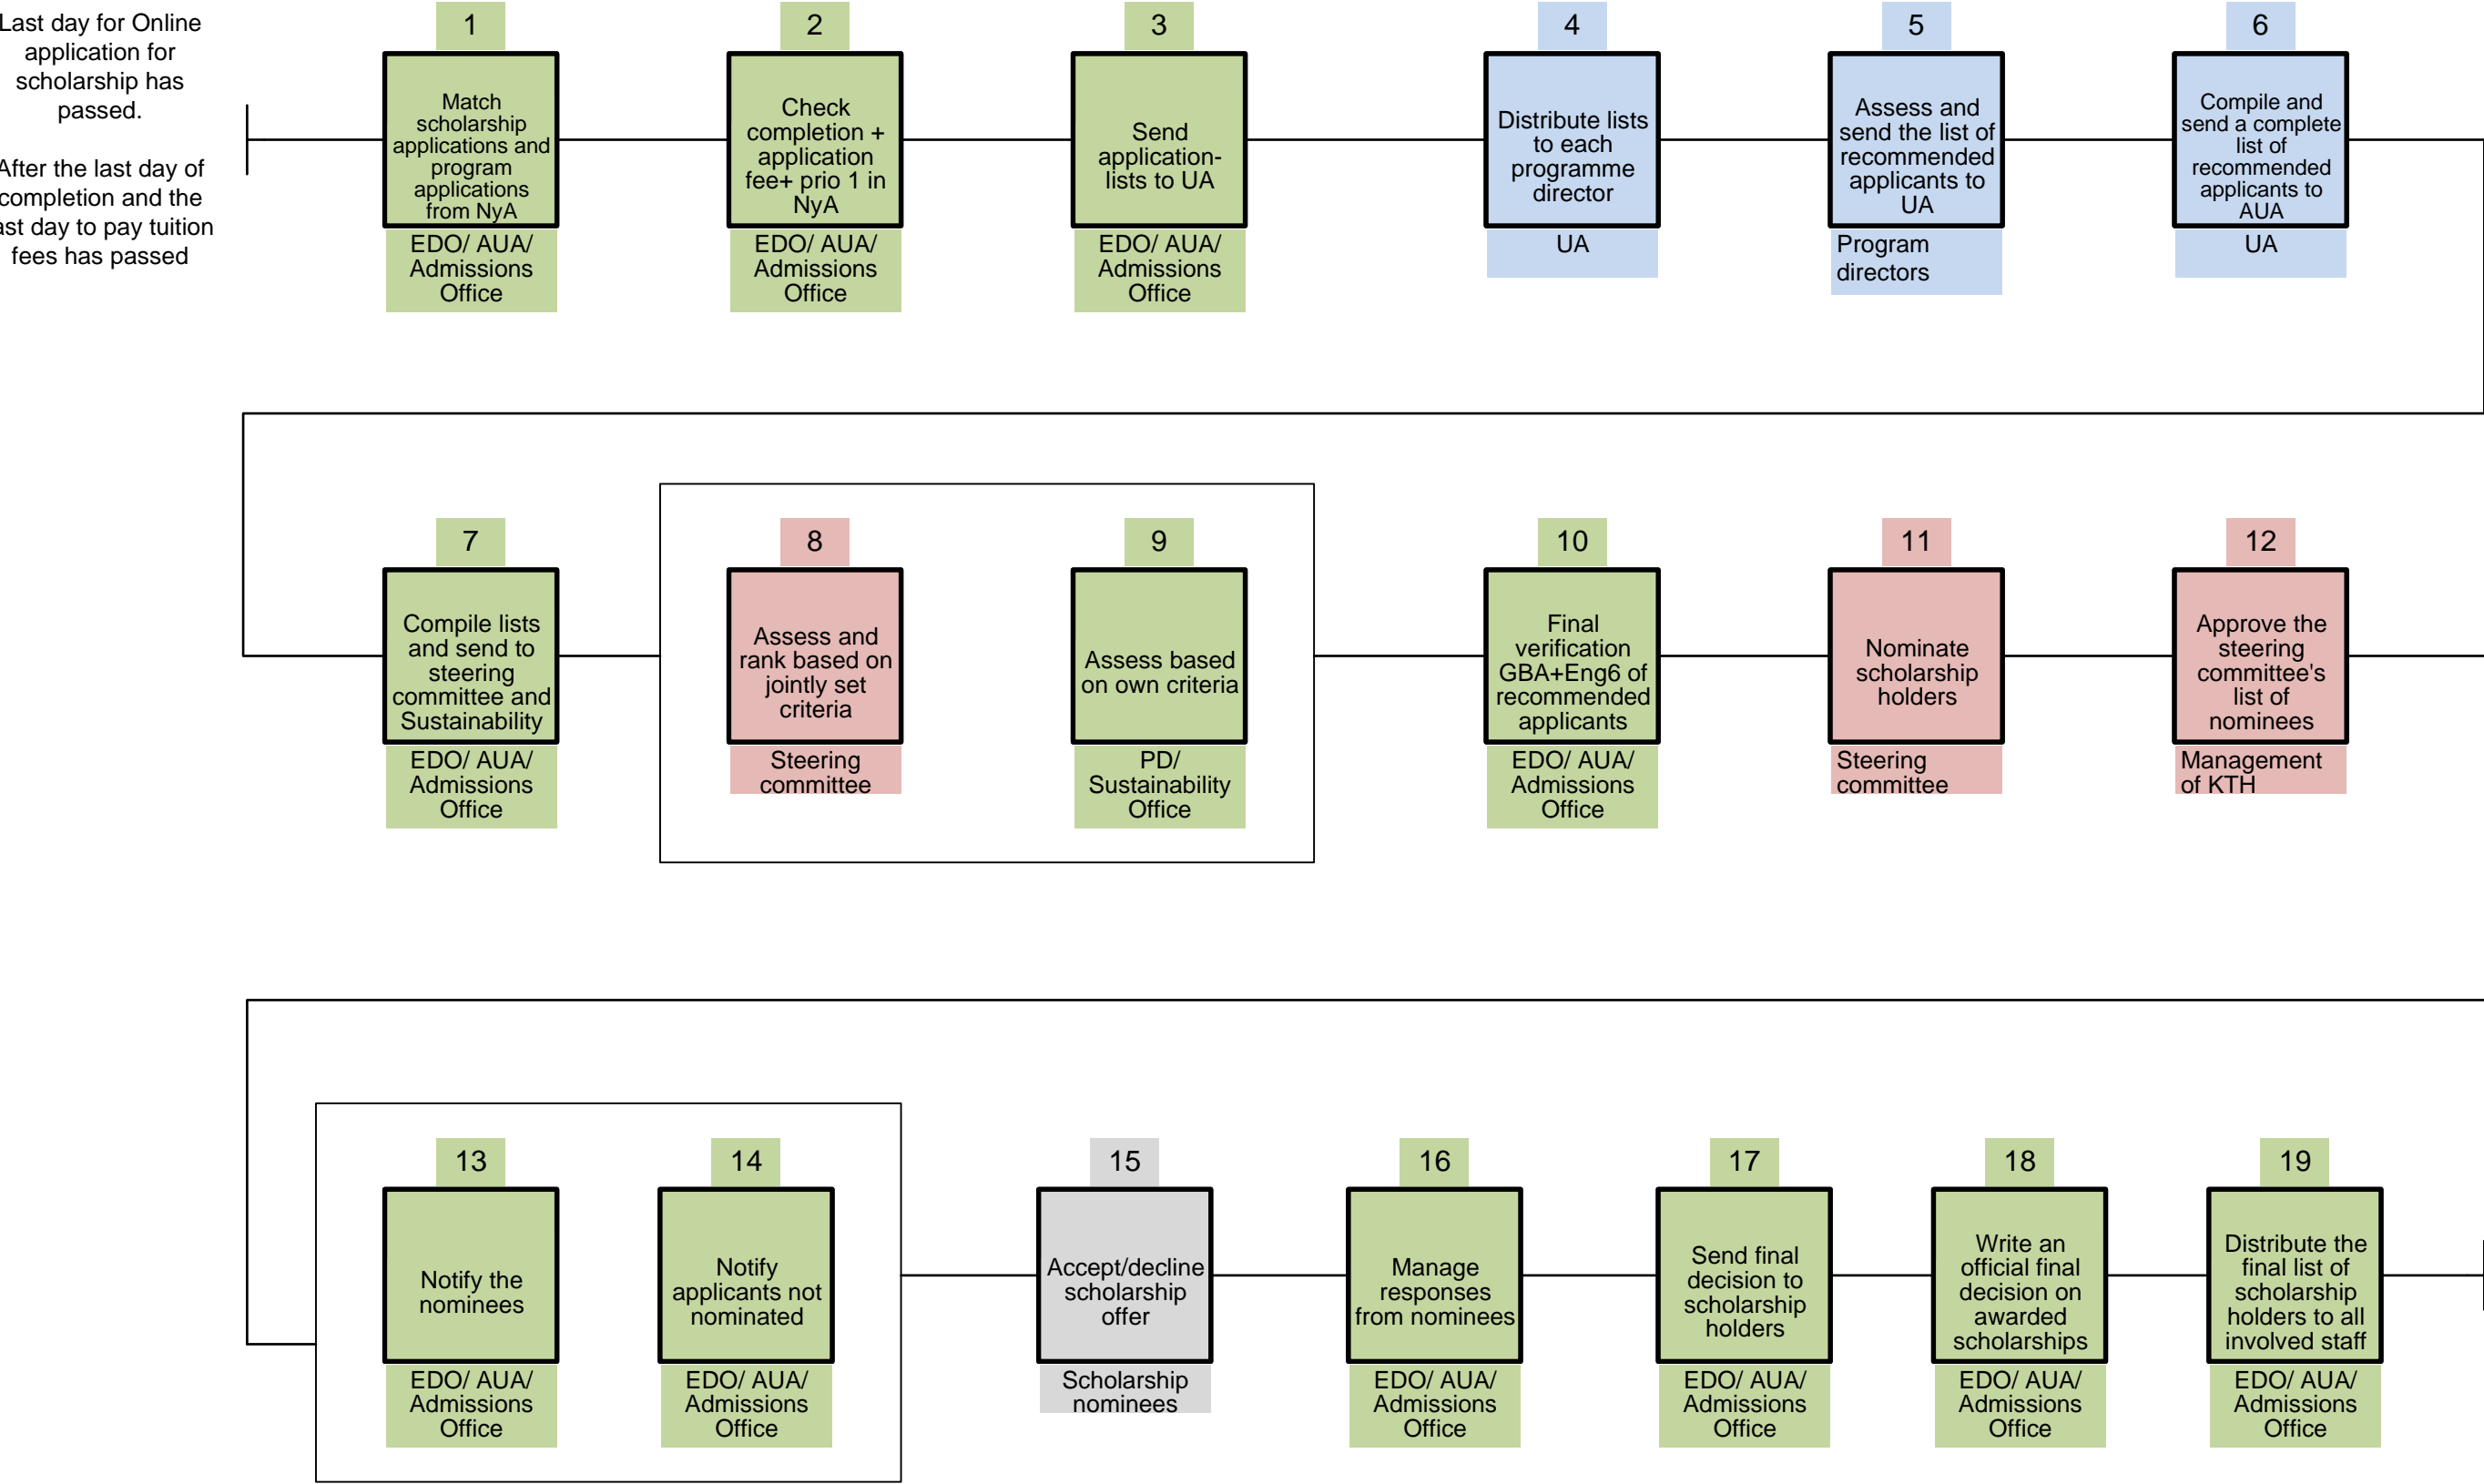 Last day for Online
application for
scholarship has
passed.
After the last day of
completion and the
last day to pay tuition
fees has passed
1
Match
scholarship
applications and
program
applications
from NyA
EDO/ AUA/
Admissions
Office
2
Check
completion +
application
fee+ prio 1 in
NyA
EDO/ AUA/
Admissions
Office
3
Send
application-
lists to UA
EDO/ AUA/
Admissions
Office
4
Distribute lists
to each
programme
director
UA
5
Assess and
send the list of
recommended
applicants to
UA
Program
directors
6
Compile and
send a complete
list of
recommended
applicants to
AUA
UA
7
Compile lists
and send to
steering
committee and
Sustainability
EDO/ AUA/
Admissions
Office
8
Assess and
rank based on
jointly set
criteria
Steering
committee
9
Assess based
on own criteria
PD/
Sustainability
Office
10
Final
verification
GBA+Eng6 of
recommended
applicants
EDO/ AUA/
Admissions
Office
11
Nominate
scholarship
holders
Steering
committee
12
Approve the
steering
committee's
list of
nominees
Management
of KTH
13
Notify the
nominees
EDO/ AUA/
Admissions
Office
14
Notify
applicants not
nominated
EDO/ AUA/
Admissions
Office
15
Accept/decline
scholarship
offer
Scholarship
nominees
16
Manage
responses
from nominees
EDO/ AUA/
Admissions
Office
17
Send final
decision to
scholarship
holders
EDO/ AUA/
Admissions
Office
18
Write an
official final
decision on
awarded
scholarships
EDO/ AUA/
Admissions
Office
19
Distribute the
final list of
scholarship
holders to all
involved staff
EDO/ AUA/
Admissions
Office